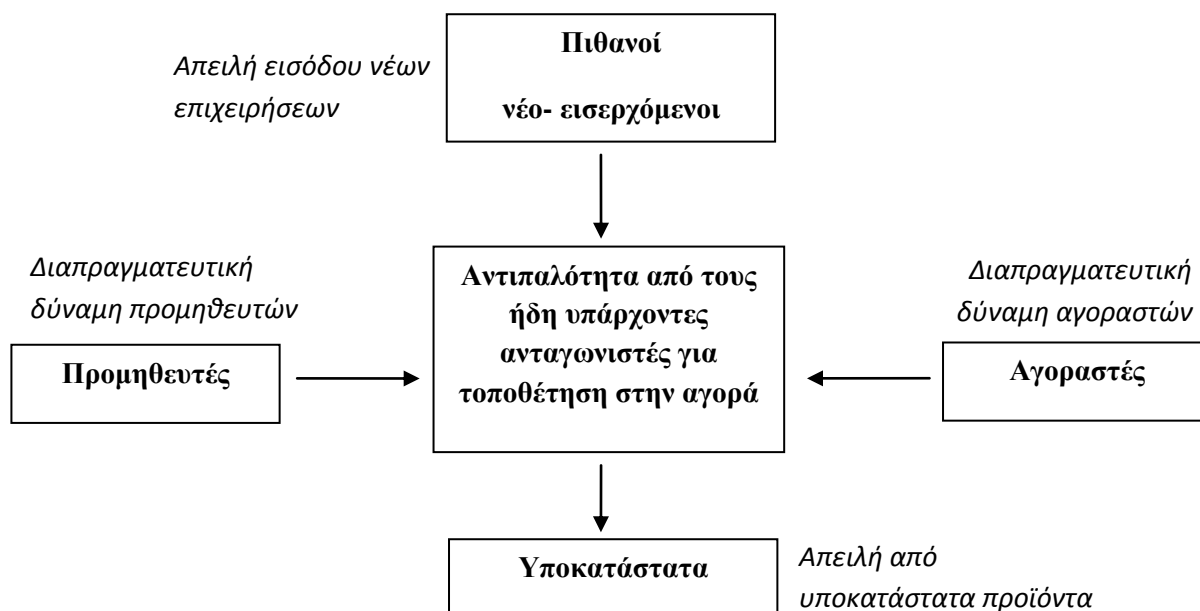 Πιθανοί
νέο- εισερχόμενοι
Απειλή εισόδου νέων
επιχειρήσεων
Διαπραγματευτική
δύναμη προμηθευτών
Προμηθευτές
Αντιπαλότητα από τους
ήδη υπάρχοντες
ανταγωνιστές για
τοποθέτηση στην αγορά
Διαπραγματευτική
δύναμη αγοραστών
Αγοραστές
Υποκατάστατα
Απειλή από
υποκατάστατα προϊόντα